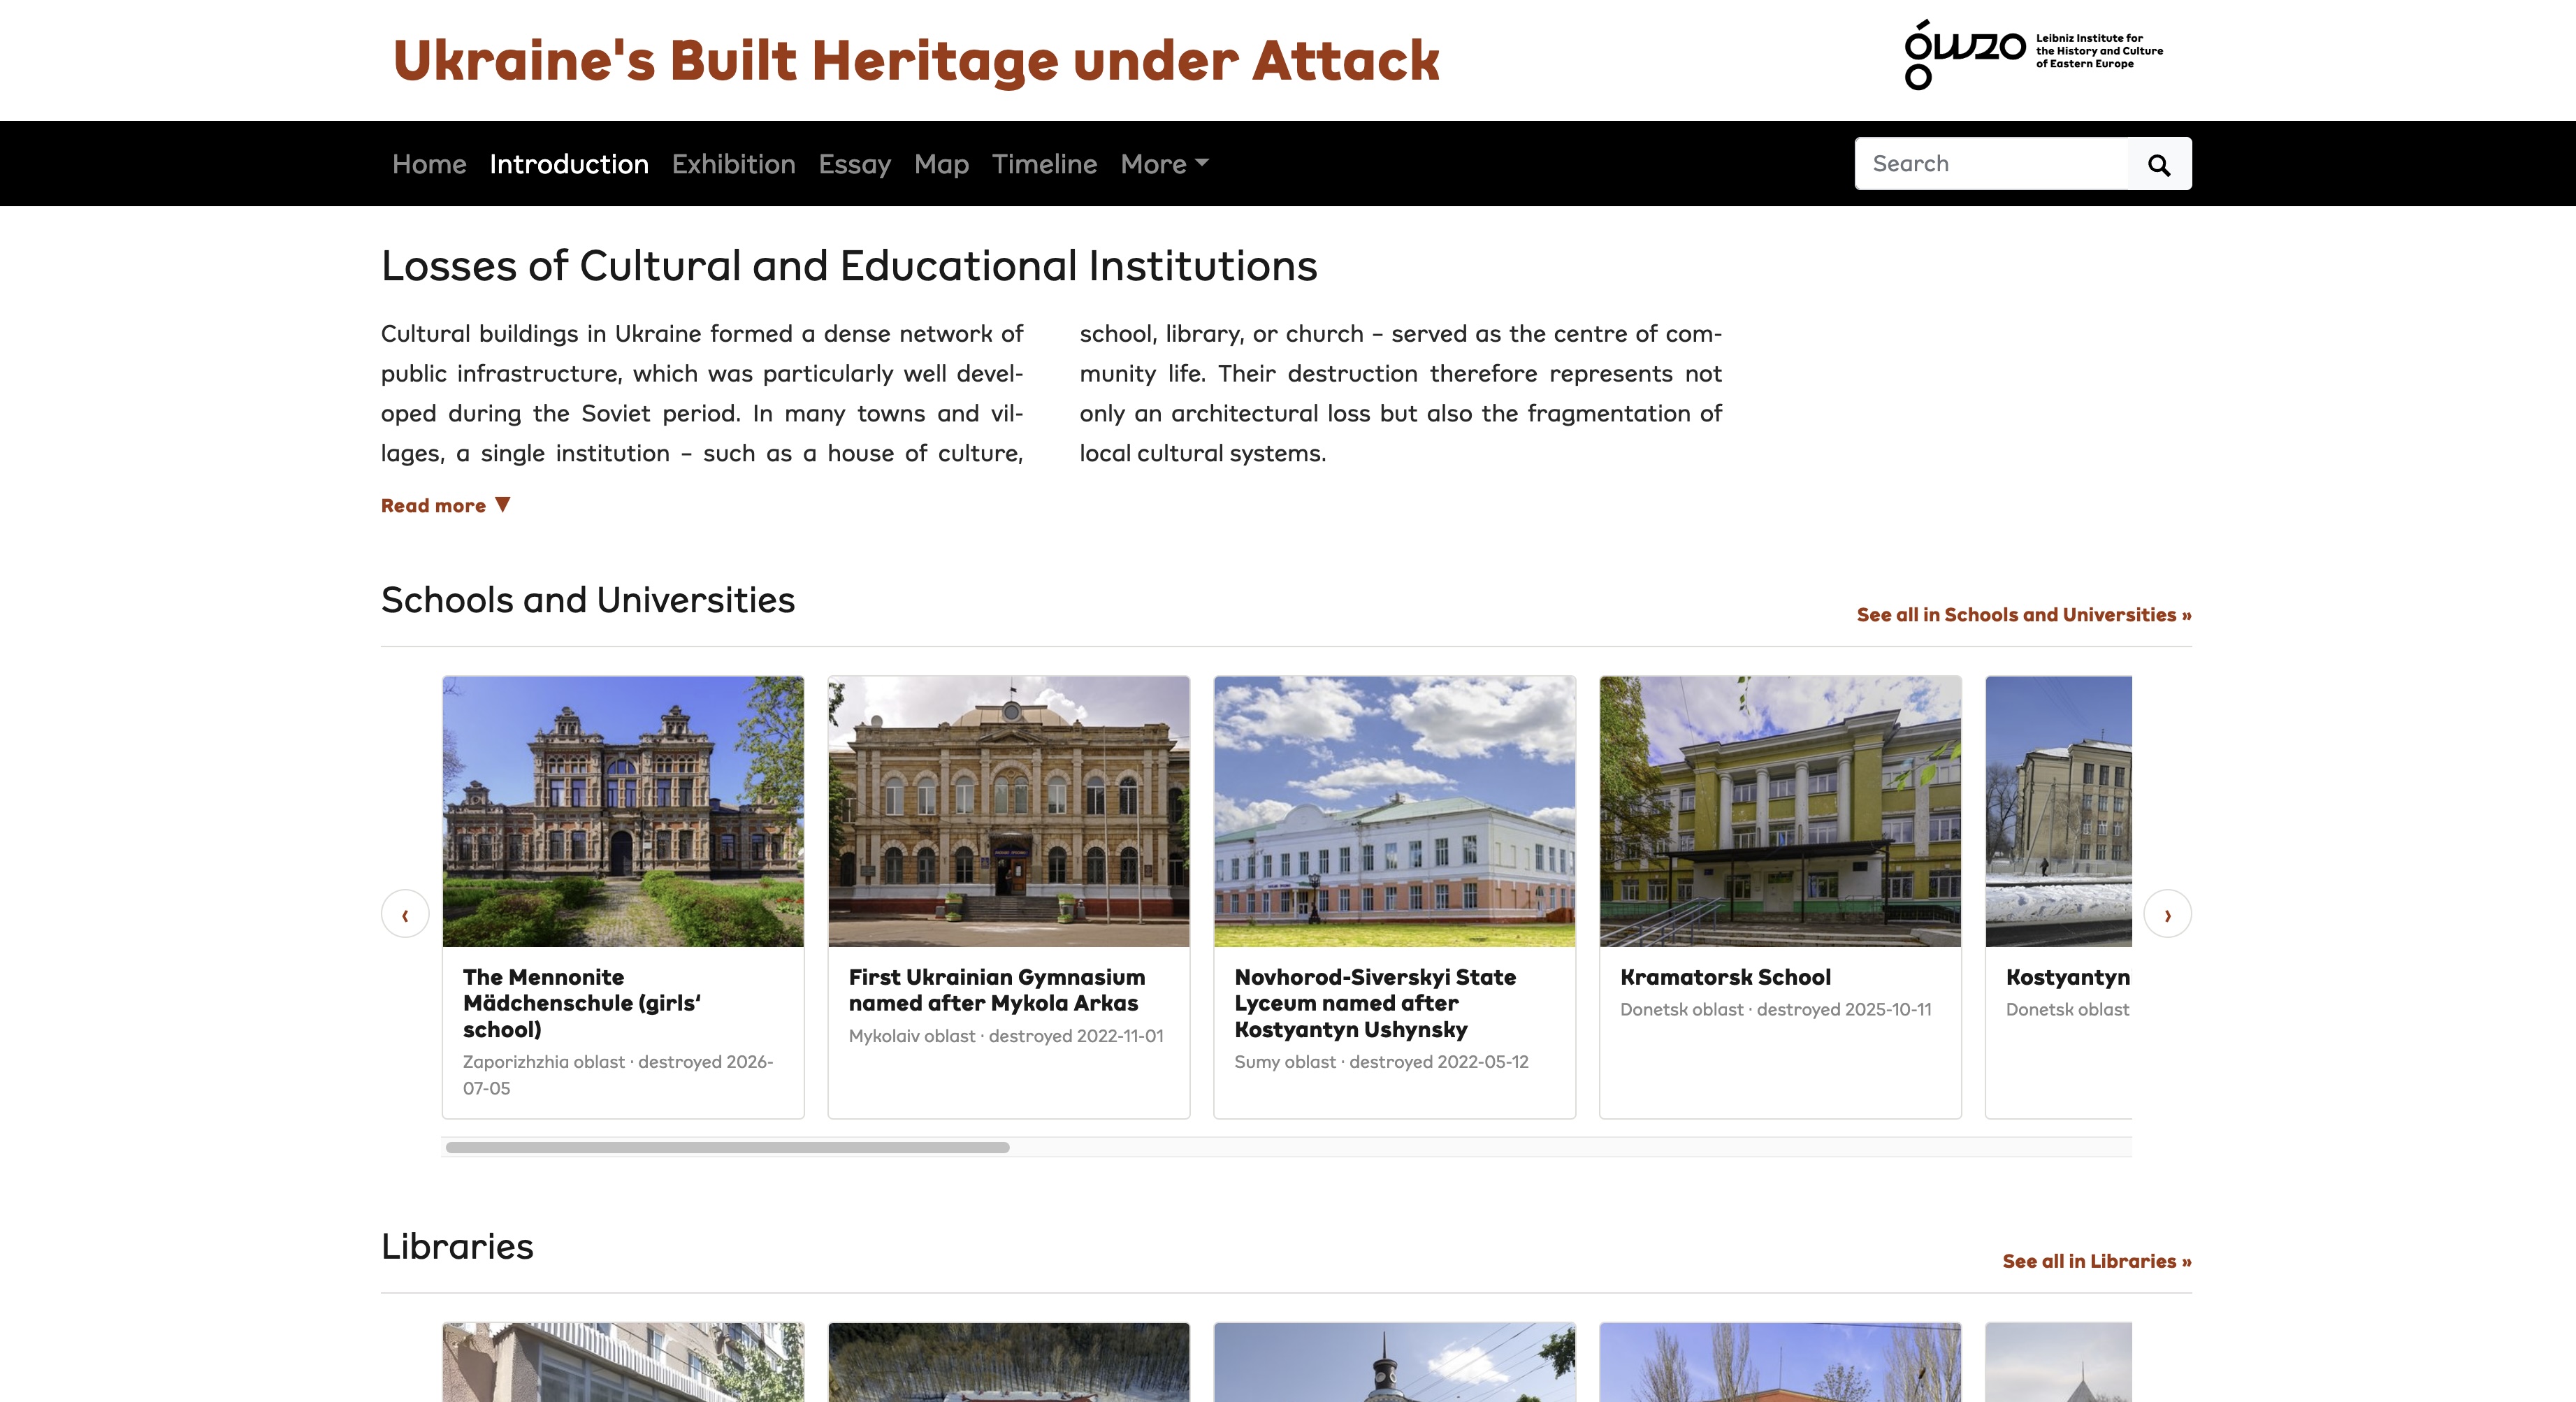 Ukraine's Built Heritage under Attack
gwzo
Leibniz Institute for
the History and Culture
of Eastern Europe
Home Introduction Exhibition Essay Map Timeline More
Search
Losses of Cultural and Educational Institutions
Cultural buildings in Ukraine formed a dense network of
public infrastructure, which was particularly well devel-
oped during the Soviet period. In many towns and vil-
lages, a single institution – such as a house of culture,
school, library, or church – served as the centre of com-
munity life. Their destruction therefore represents not
only an architectural loss but also the fragmentation of
local cultural systems.
Read more ▼
Schools and Universities
See all in Schools and Universities »
‹
›
The Mennonite
Mädchenschule (girls‘
school)
Zaporizhzhia oblast · destroyed 2026-
07-05
First Ukrainian Gymnasium
named after Mykola Arkas
Mykolaiv oblast · destroyed 2022-11-01
Novhorod-Siverskyi State
Lyceum named after
Kostyantyn Ushynsky
Sumy oblast · destroyed 2022-05-12
Kramatorsk School
Donetsk oblast · destroyed 2025-10-11
Kostyantyn
Donetsk oblast
Libraries
See all in Libraries »